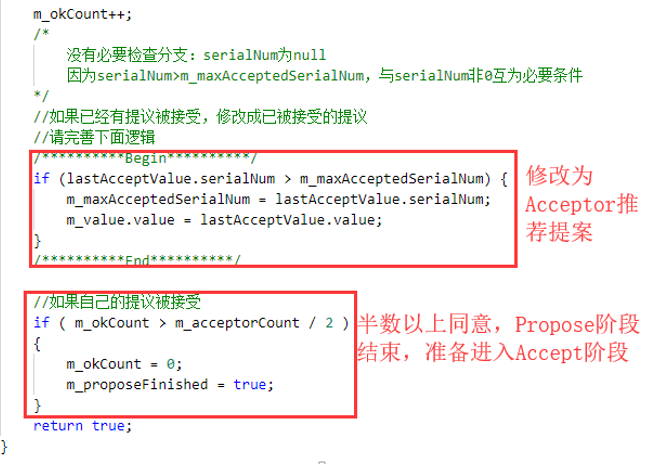 m_okCount++;
/*
没有必要检查分支：serialNum为null
因为serialNum>m_maxAcceptedSerialNum，与serialNum非0互为必要条件
*/
//如果已经有提议被接受，修改成已被接受的提议
//请完善下面逻辑
/**********Begin**********/
if (lastAcceptValue.serialNum > m_maxAcceptedSerialNum) {
m_maxAcceptedSerialNum = lastAcceptValue.serialNum;
m_value.value = lastAcceptValue.value;
}
/**********End**********/
修改为
Acceptor推
荐提案
//如果自己的提议被接受
if ( m_okCount > m_acceptorCount / 2 )
{
m_okCount = 0;
m_proposeFinished = true;
}
半数以上同意，Propose阶段
结束，准备进入Accept阶段
return true;
}